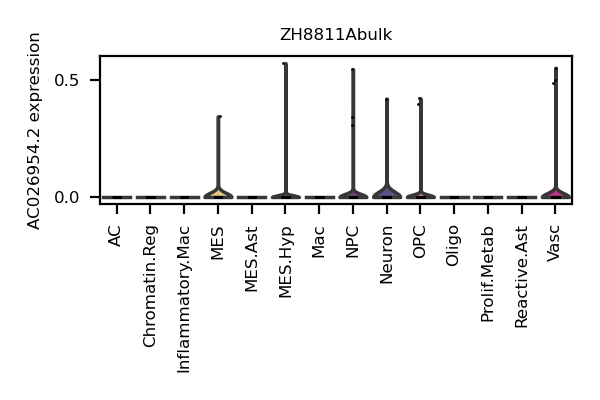 ZH8811Abulk
AC026954.2 expression
0.5
0.0
AC
Chromatin.Reg
Inflammatory.Mac
MES
MES.Ast
MES.Hyp
Mac
NPC
Neuron
OPC
Oligo
Prolif.Metab
Reactive.Ast
Vasc